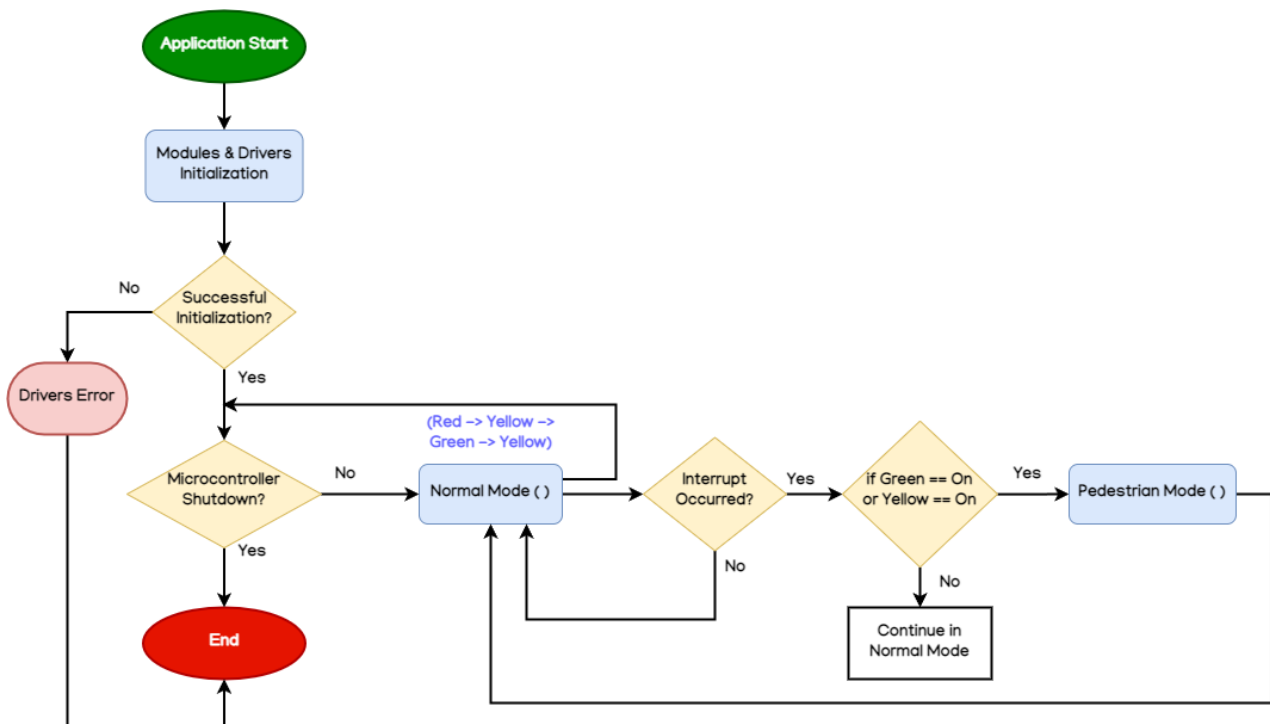 Application Start
Modules & Drivers
Initialization
No
Successful
Initialization?
Drivers Error
Yes
(Red -> Yellow ->
Green -> Yellow)
Microcontroller
Shutdown?
No
Normal Mode ( )
Interrupt
Occurred?
Yes
if Green == On
or Yellow == On
Yes
Pedestrian Mode ( )
Yes
No
No
End
Continue in
Normal Mode